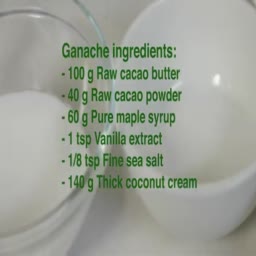 Ganache ingredients:
- 100 g Raw cacao butter
- 40 g Raw cacao powder
- 60 g Pure maple syrup
- 1 tsp Vanilla extract
- 1/8 tsp Fine sea salt
- 140 g Thick coconut cream